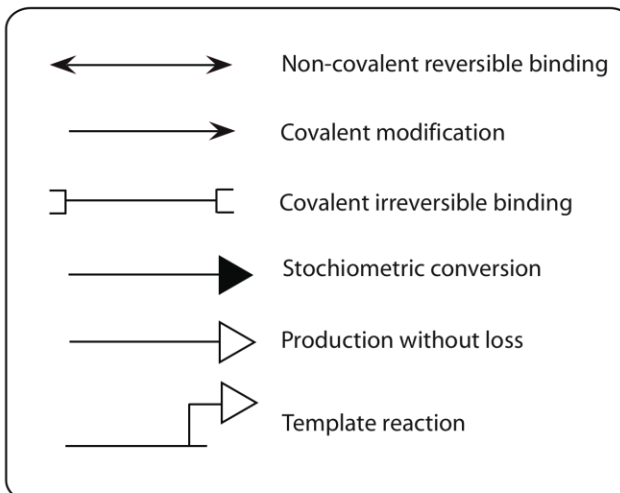 Non-covalent reversible binding
Covalent modification
Covalent irreversible binding
Stochiometric conversion
Production without loss
Template reaction